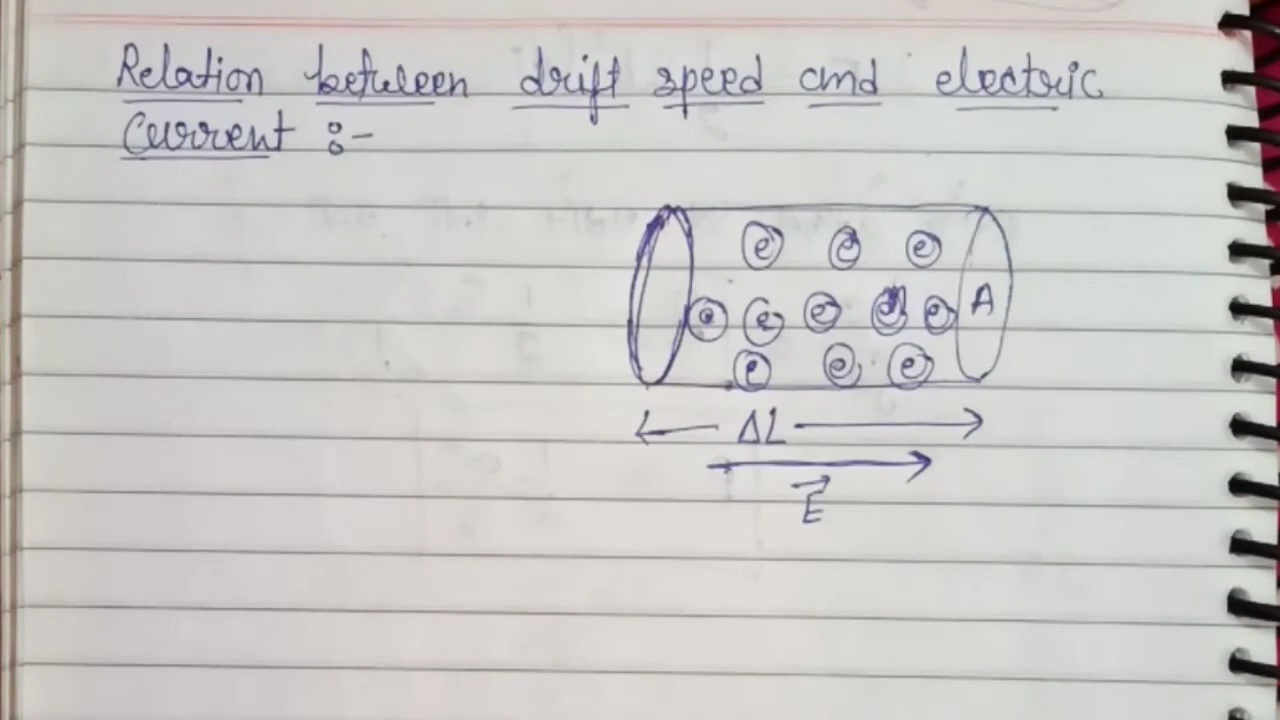 Relation between drift speed and electric
Current :-
e e e
A
e e e e e
e e e
ΔL
E